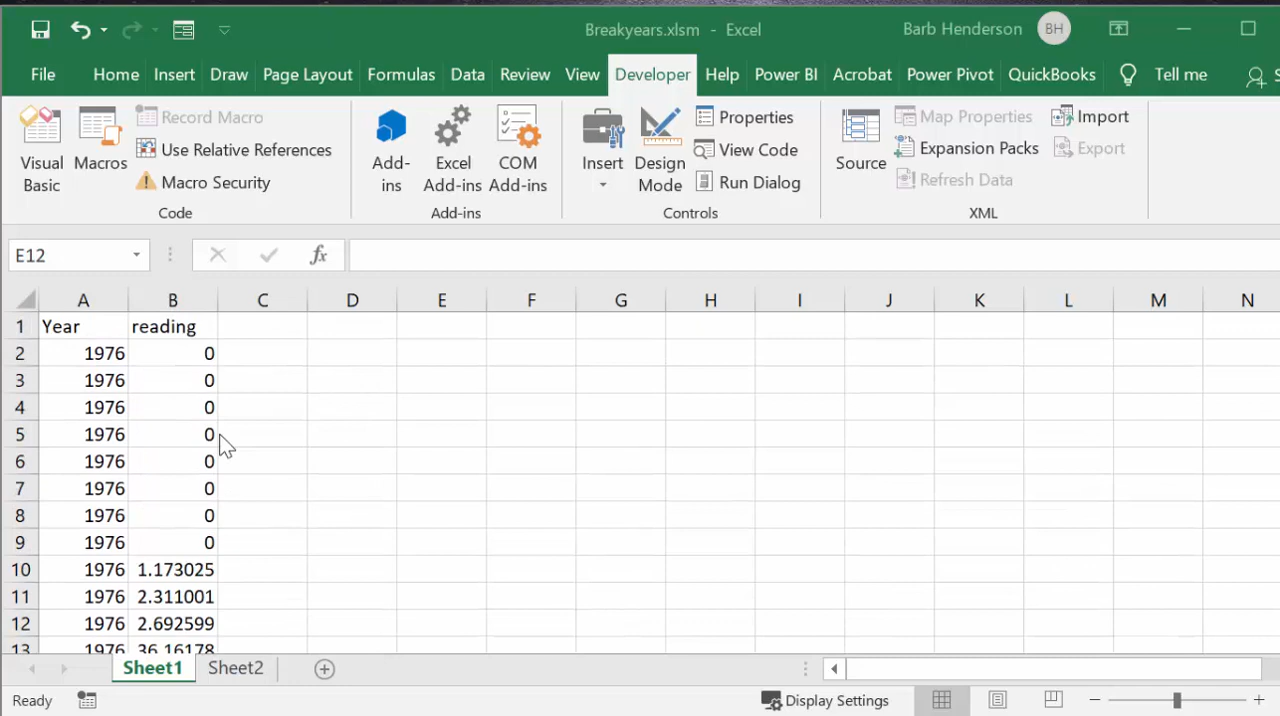 Breakyears.xlsm - Excel Barb Henderson BH
File Home Insert Draw Page Layout Formulas Data Review View Developer Help Power BI Acrobat Power Pivot QuickBooks Tell me S
Visual Basic
Macros
Record Macro
Use Relative References
Macro Security
Code
Add-
ins
Excel
Add-ins
COM
Add-ins
Add-ins
Insert
Design
Mode
Properties
View Code
Run Dialog
Controls
Source
Map Properties
Expansion Packs
Refresh Data
Import
Export
XML
E12 fx
A B C D E F G H I J K L M N
1 Year reading
2 1976 0
3 1976 0
4 1976 0
5 1976 0
6 1976 0
7 1976 0
8 1976 0
9 1976 0
10 1976 1.173025
11 1976 2.311001
12 1976 2.692599
13 1976 36.16178
Sheet1 Sheet2
Ready Display Settings